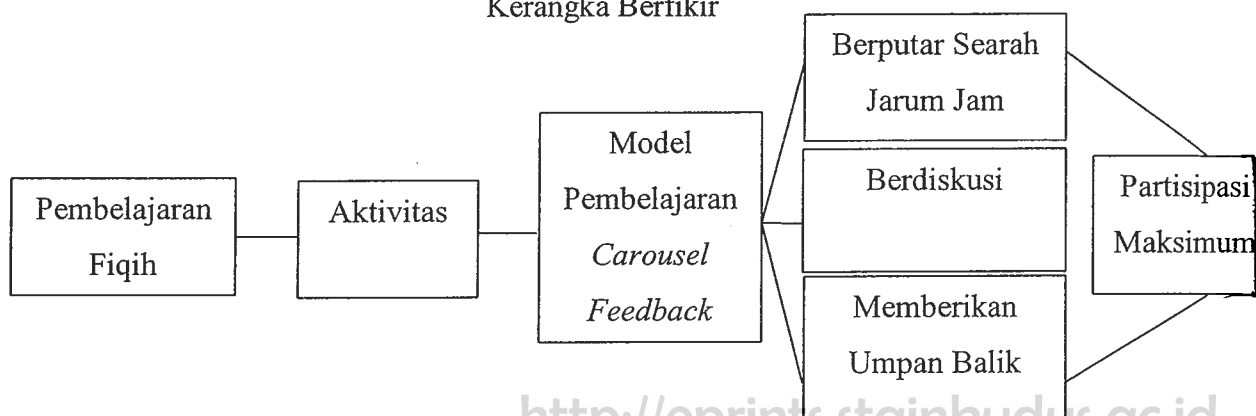 Kerangka Berfikir
Pembelajaran
Fiqih
Aktivitas
Model
Pembelajaran
Carousel
Feedback
Berputar Searah
Jarum Jam
Berdiskusi
Memberikan
Umpan Balik
Partisipasi
Maksimum